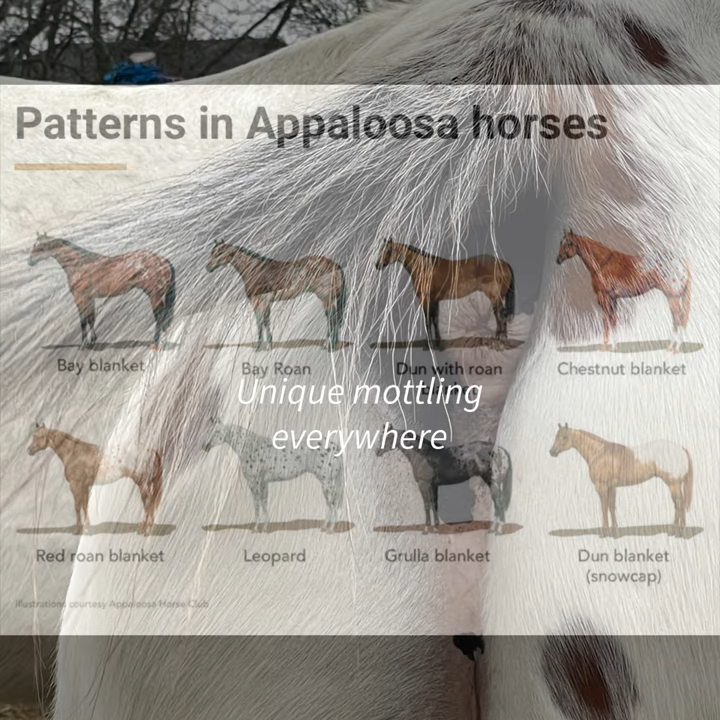 Patterns in Appaloosa horses
Bay blanket
Bay Roan
Dun with roan
Chestnut blanket
Unique mottling
everywhere
Red roan blanket
Leopard
Grulla blanket
Dun blanket
(snowcap)
Illustrations courtesy Appaloosa Horse Club